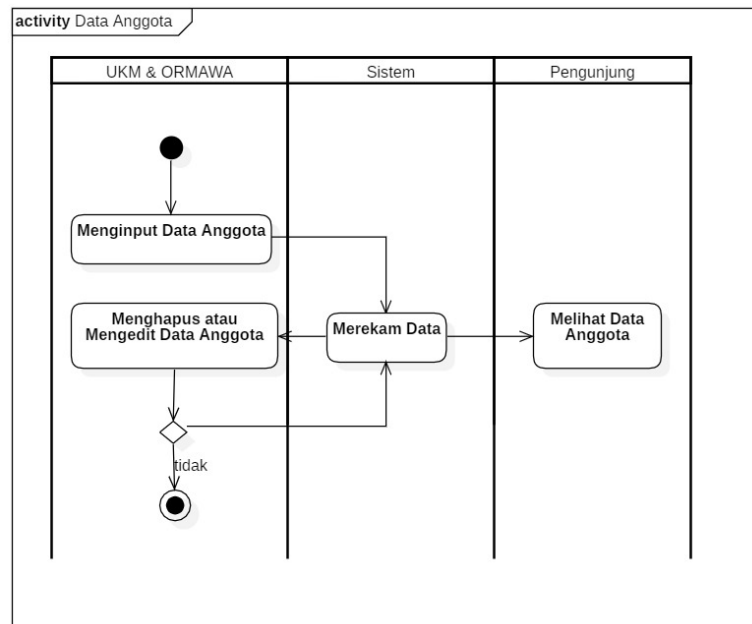 activity Data Anggota
UKM & ORMAWA
Sistem
Pengunjung
Menginput Data Anggota
Menghapus atau
Mengedit Data Anggota
Merekam Data
Melihat Data
Anggota
tidak